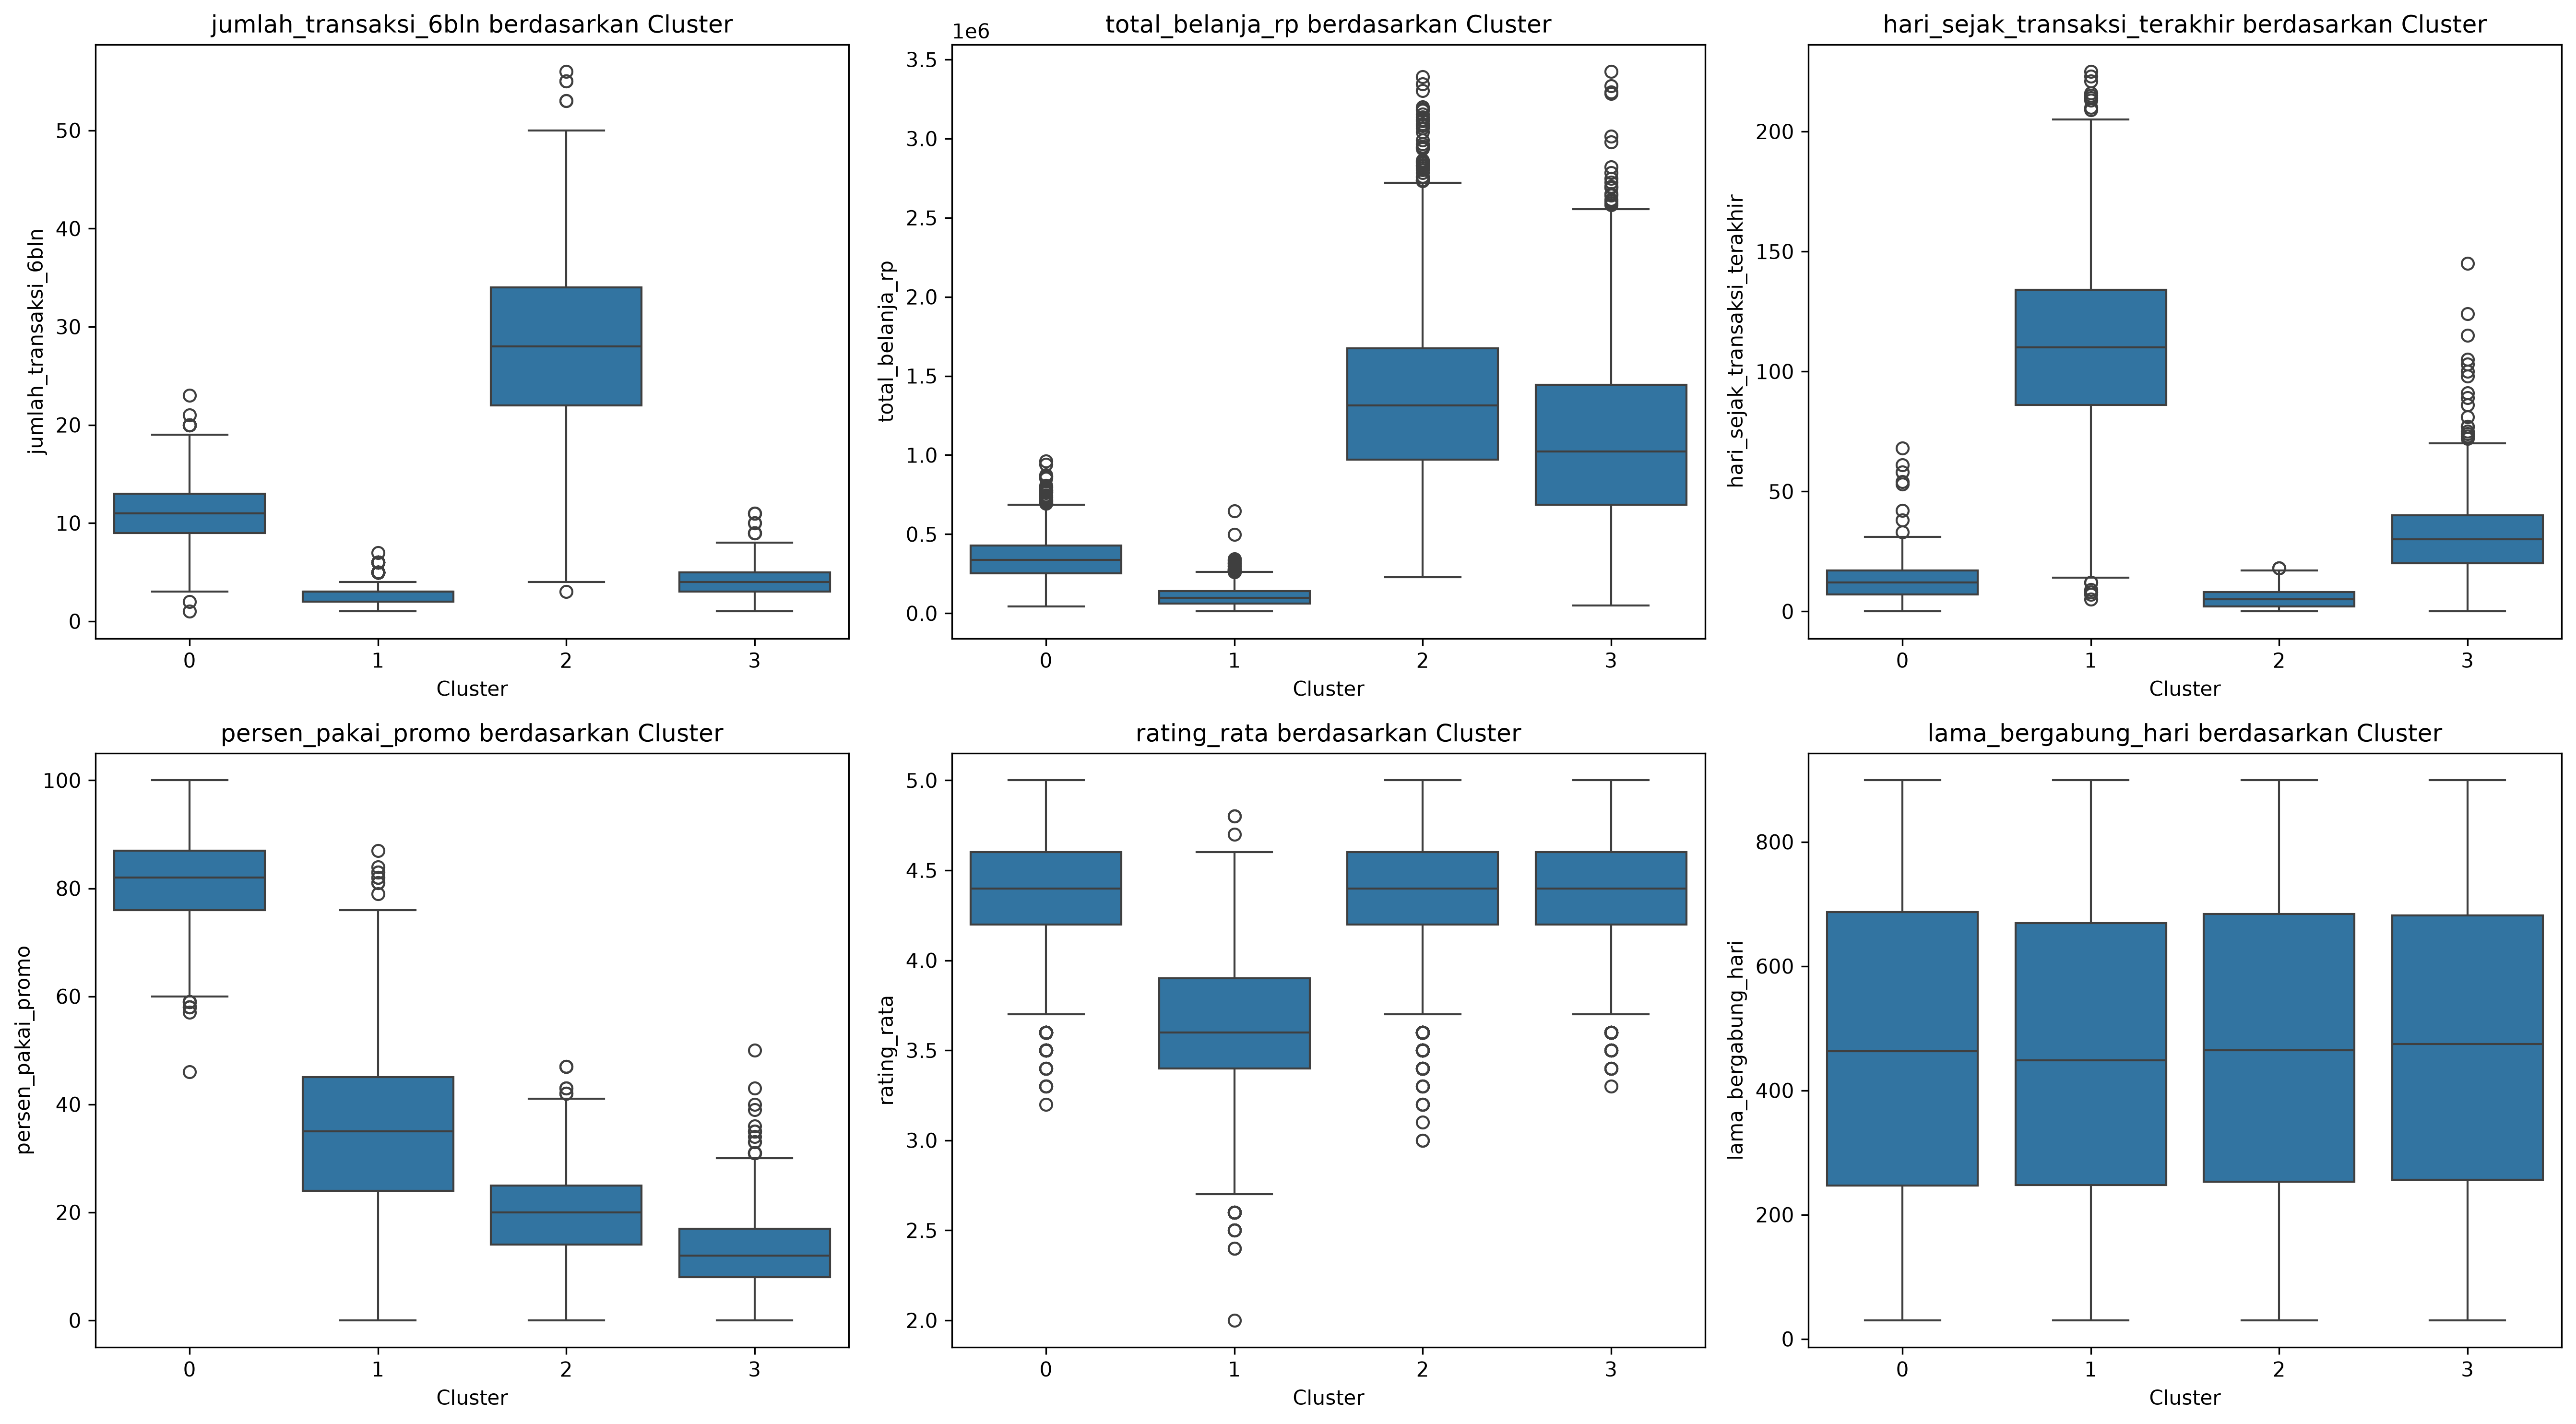 jumlah_transaksi_6bln berdasarkan Cluster
jumlah_transaksi_6bln
50
40
30
20
10
0
0 1 2 3
Cluster
total_belanja_rp berdasarkan Cluster
1e6
total_belanja_rp
3.5
3.0
2.5
2.0
1.5
1.0
0.5
0.0
0 1 2 3
Cluster
hari_sejak_transaksi_terakhir berdasarkan Cluster
hari_sejak_transaksi_terakhir
200
150
100
50
0
0 1 2 3
Cluster
persen_pakai_promo berdasarkan Cluster
persen_pakai_promo
100
80
60
40
20
0
0 1 2 3
Cluster
rating_rata berdasarkan Cluster
rating_rata
5.0
4.5
4.0
3.5
3.0
2.5
2.0
0 1 2 3
Cluster
lama_bergabung_hari berdasarkan Cluster
lama_bergabung_hari
800
600
400
200
0
0 1 2 3
Cluster